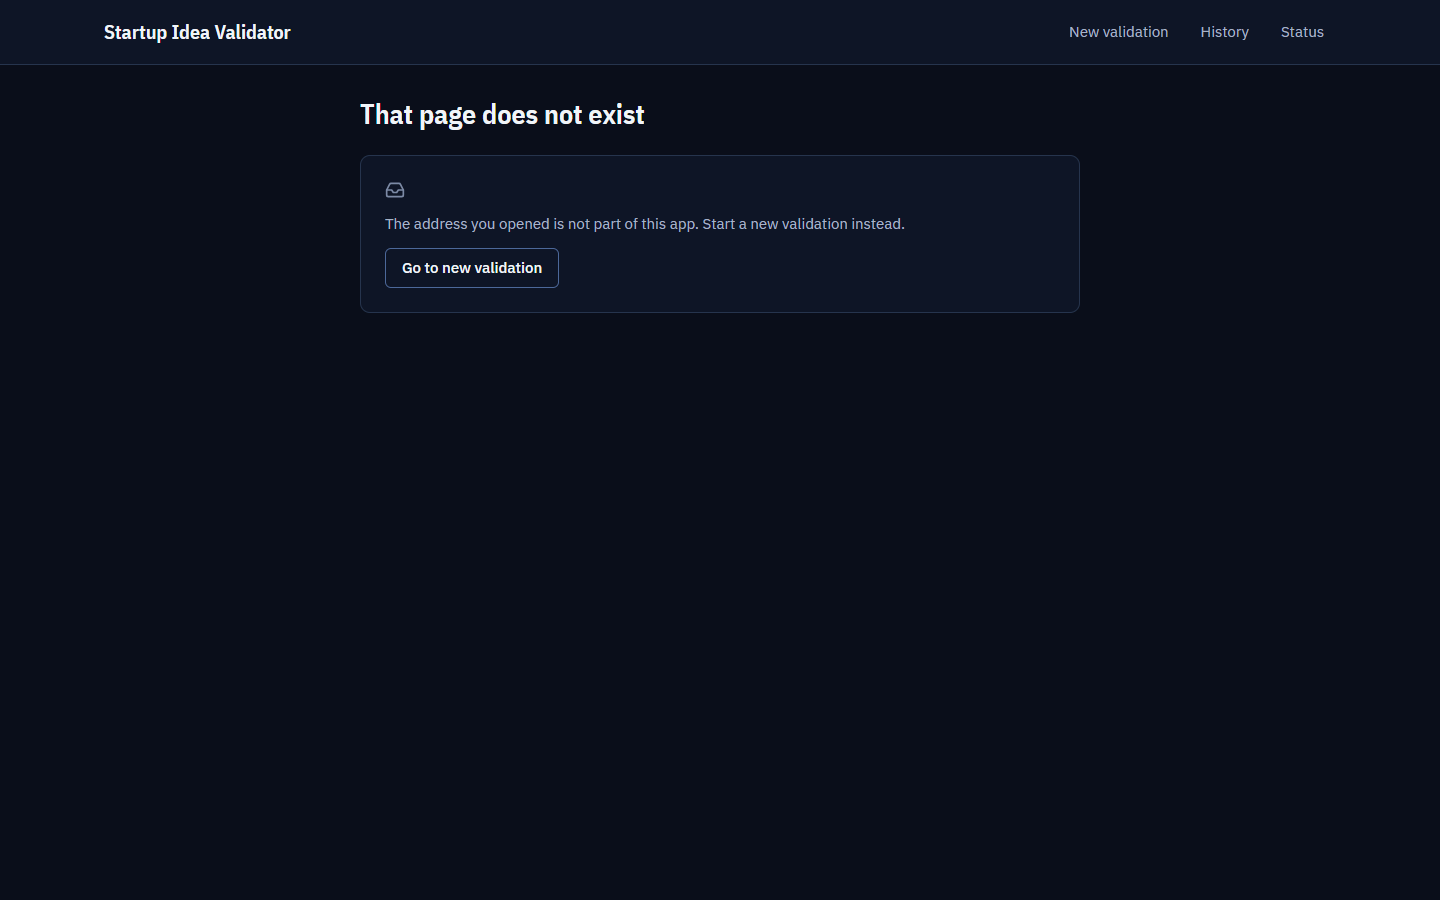 Startup Idea Validator
New validation
History
Status
That page does not exist
The address you opened is not part of this app. Start a new validation instead.
Go to new validation